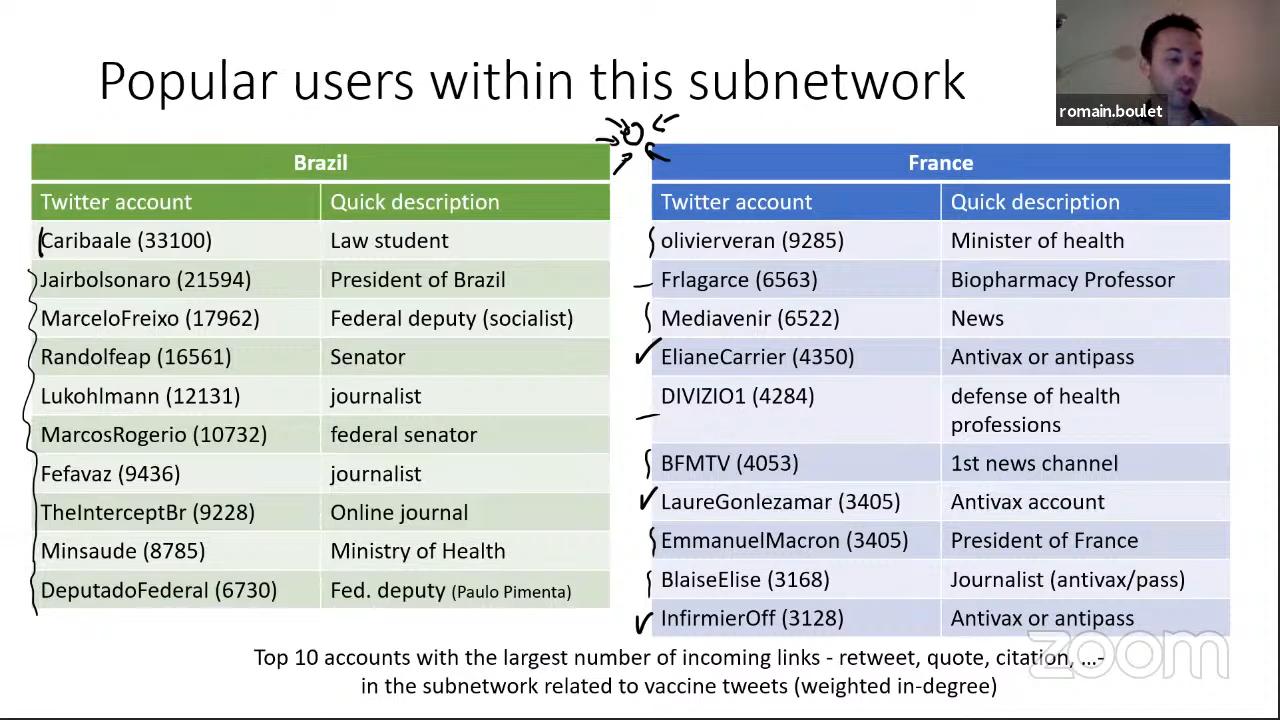 Popular users within this subnetwork
romain.boulet
Brazil
Twitter account Quick description
Caribaale (33100) Law student
Jairbolsonaro (21594) President of Brazil
MarceloFreixo (17962) Federal deputy (socialist)
Randolfeap (16561) Senator
Lukohlmann (12131) journalist
MarcosRogerio (10732) federal senator
Fefavaz (9436) journalist
TheInterceptBr (9228) Online journal
Minsaude (8785) Ministry of Health
DeputadoFederal (6730) Fed. deputy (Paulo Pimenta)
France
Twitter account Quick description
olivierveran (9285) Minister of health
Frlagarce (6563) Biopharmacy Professor
Mediavenir (6522) News
ElianeCarrier (4350) Antivax or antipass
DIVIZIO1 (4284) defense of health
professions
BFMTV (4053) 1st news channel
LaureGonlezamar (3405) Antivax account
EmmanuelMacron (3405) President of France
BlaiseElise (3168) Journalist (antivax/pass)
InfirmierOff (3128) Antivax or antipass
Top 10 accounts with the largest number of incoming links - retweet, quote, citation, ...-
in the subnetwork related to vaccine tweets (weighted in-degree)
zoom